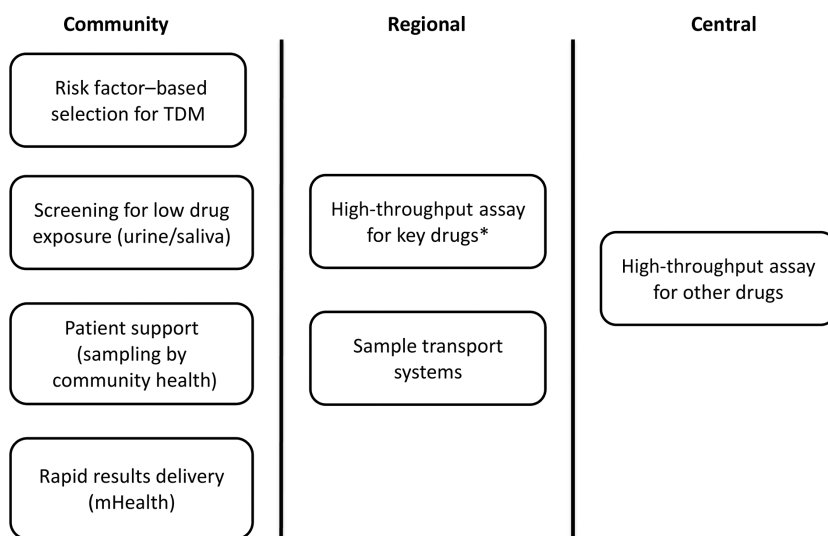 Community
Regional
Central
Risk factor–based
selection for TDM
Screening for low drug
exposure (urine/saliva)
Patient support
(sampling by
community health)
Rapid results delivery
(mHealth)
High-throughput assay
for key drugs*
Sample transport
systems
High-throughput assay
for other drugs